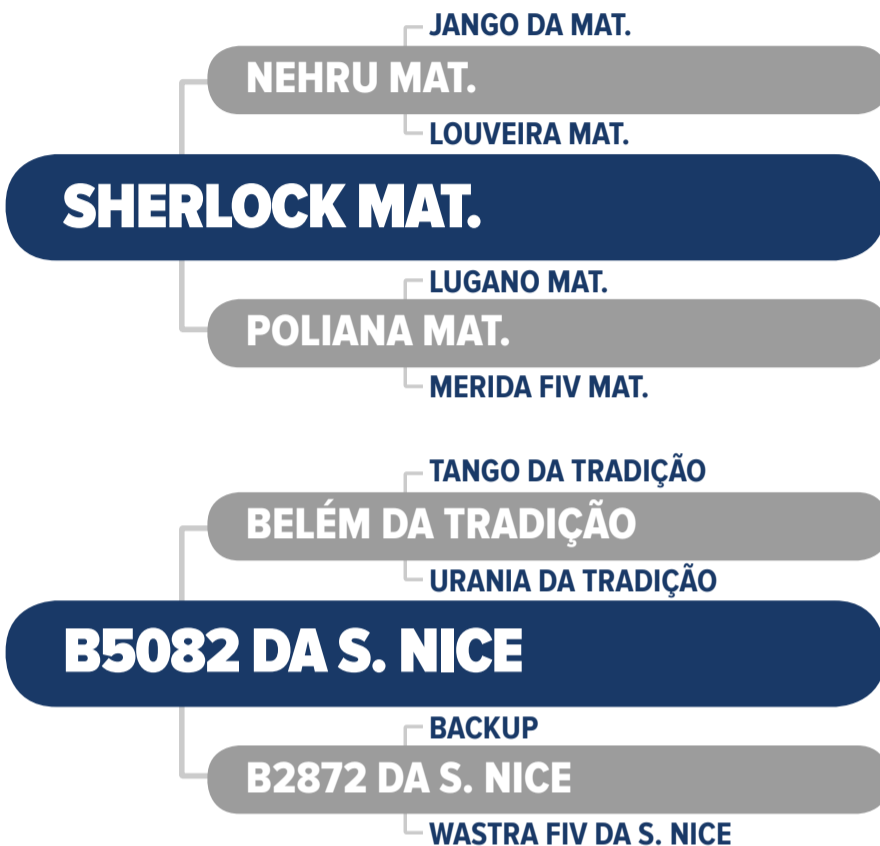 JANGO DA MAT.
NEHRU MAT.
LOUVEIRA MAT.
SHERLOCK MAT.
LUGANO MAT.
POLIANA MAT.
MERIDA FIV MAT.
TANGO DA TRADIÇÃO
BELÉM DA TRADIÇÃO
URANIA DA TRADIÇÃO
B5082 DA S. NICE
BACKUP
B2872 DA S. NICE
WASTRA FIV DA S. NICE